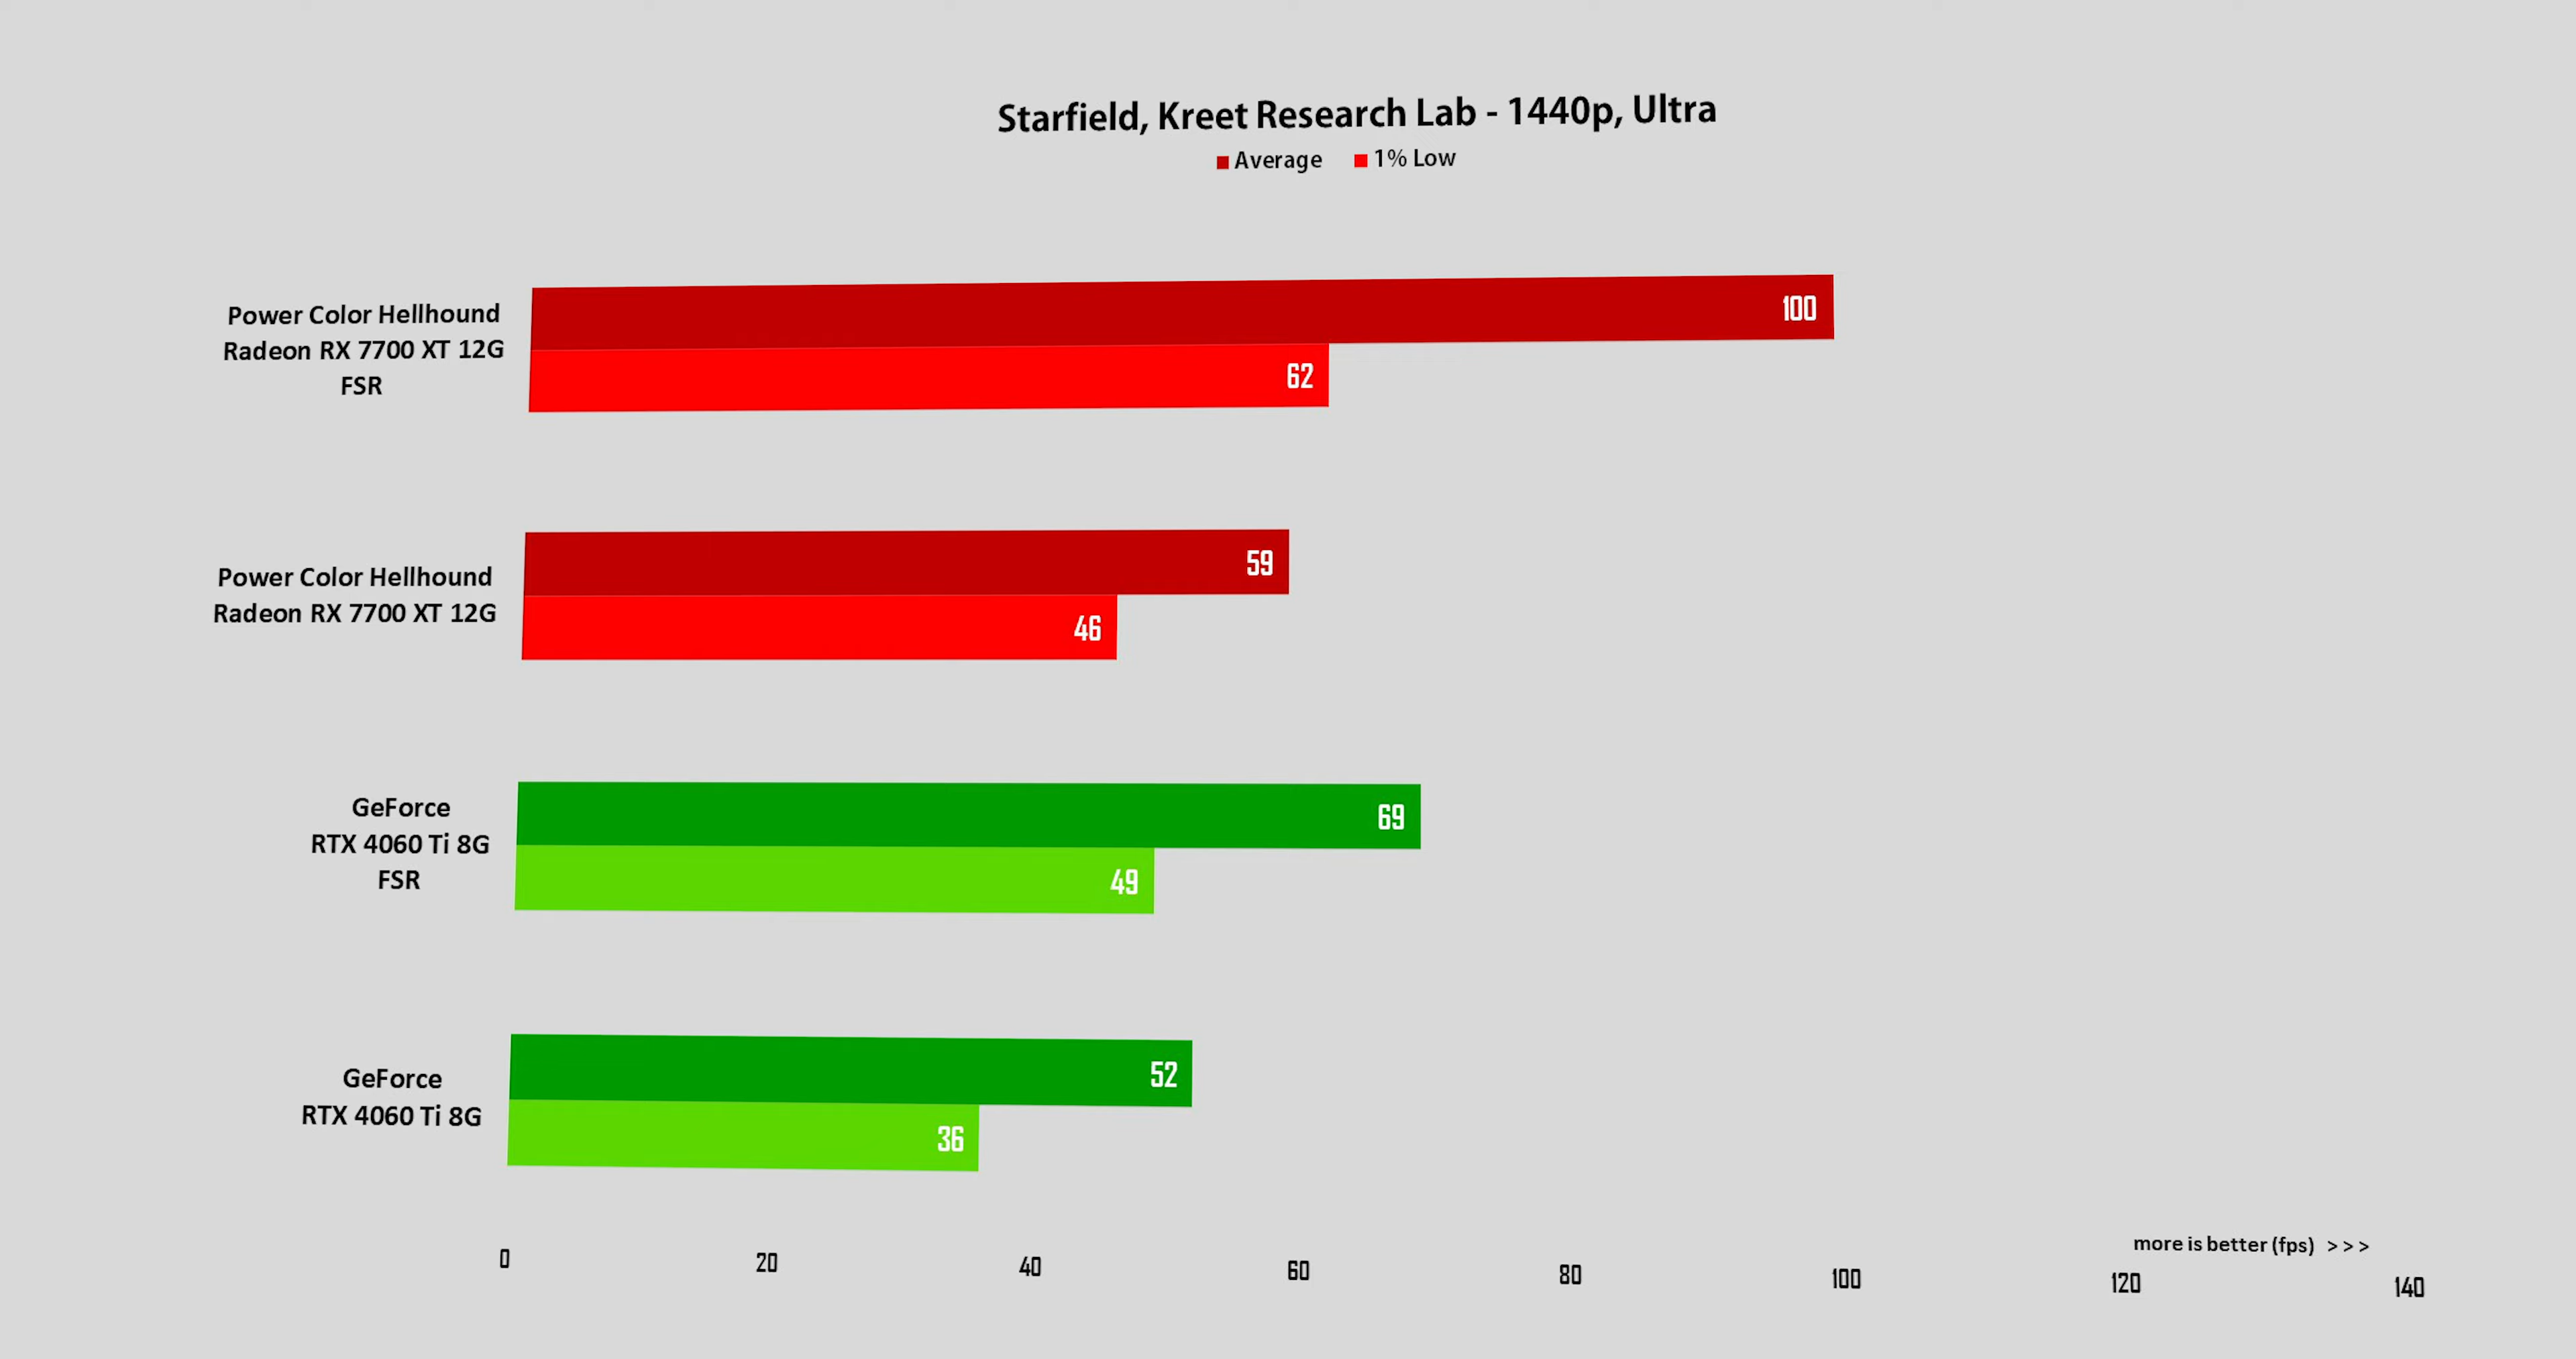 Starfield, Kreet Research Lab - 1440p, Ultra
Average 1% Low
Power Color Hellhound
Radeon RX 7700 XT 12G
FSR
100
62
Power Color Hellhound
Radeon RX 7700 XT 12G
59
46
GeForce
RTX 4060 Ti 8G
FSR
69
49
GeForce
RTX 4060 Ti 8G
52
36
more is better (fps) >>>
0 20 40 60 80 100 120 140